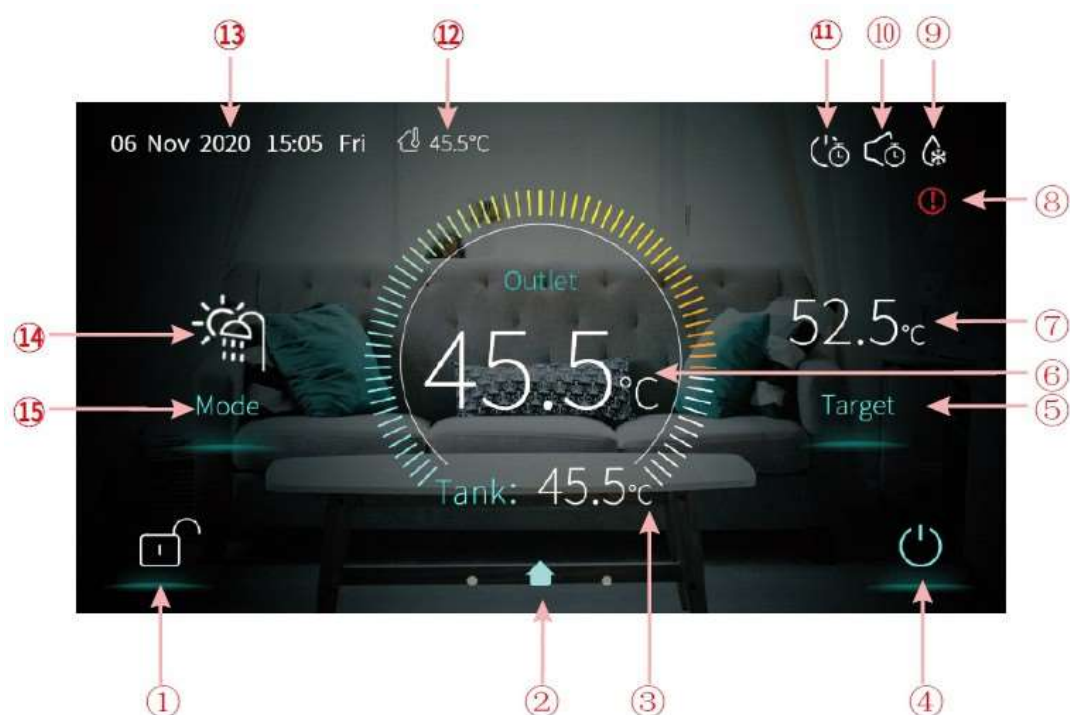 ⑬ ⑫ ⑪ ⑩ ⑨
06 Nov 2020 15:05 Fri 45.5°C
⑧
Outlet
52.5°C ⑦
⑭
45.5°C ⑥
⑮ Mode
Target ⑤
Tank: 45.5°C
① ② ③ ④